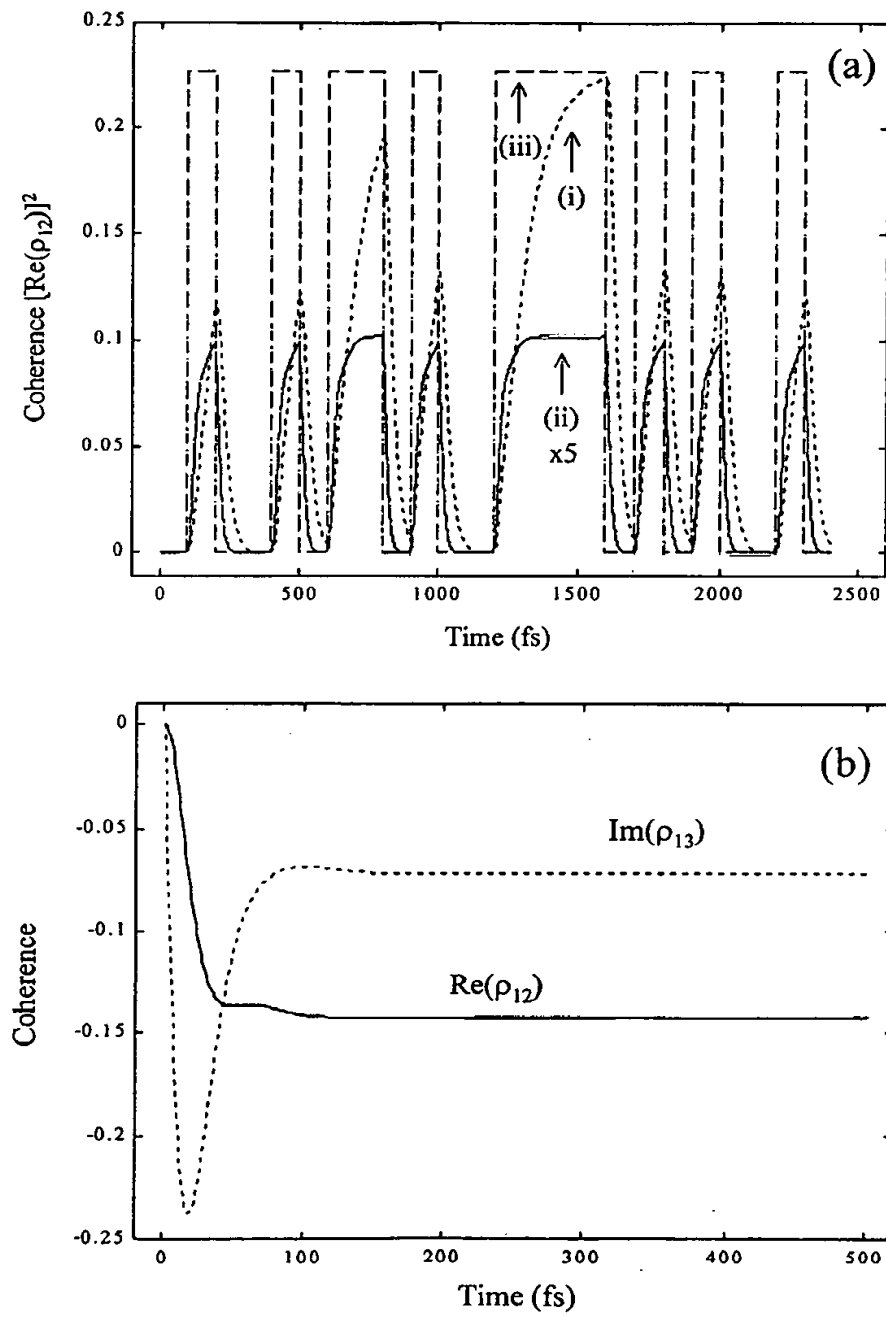 0.25
(a)
0.2
(iii)
(i)
0.15
Coherence [Re(ρ12)]²
0.1
(ii)
x5
0.05
0
0 500 1000 1500 2000 2500
Time (fs)
0
(b)
-0.05
Im(ρ13)
-0.1
Coherence
Re(ρ12)
-0.15
-0.2
-0.25
0 100 200 300 400 500
Time (fs)